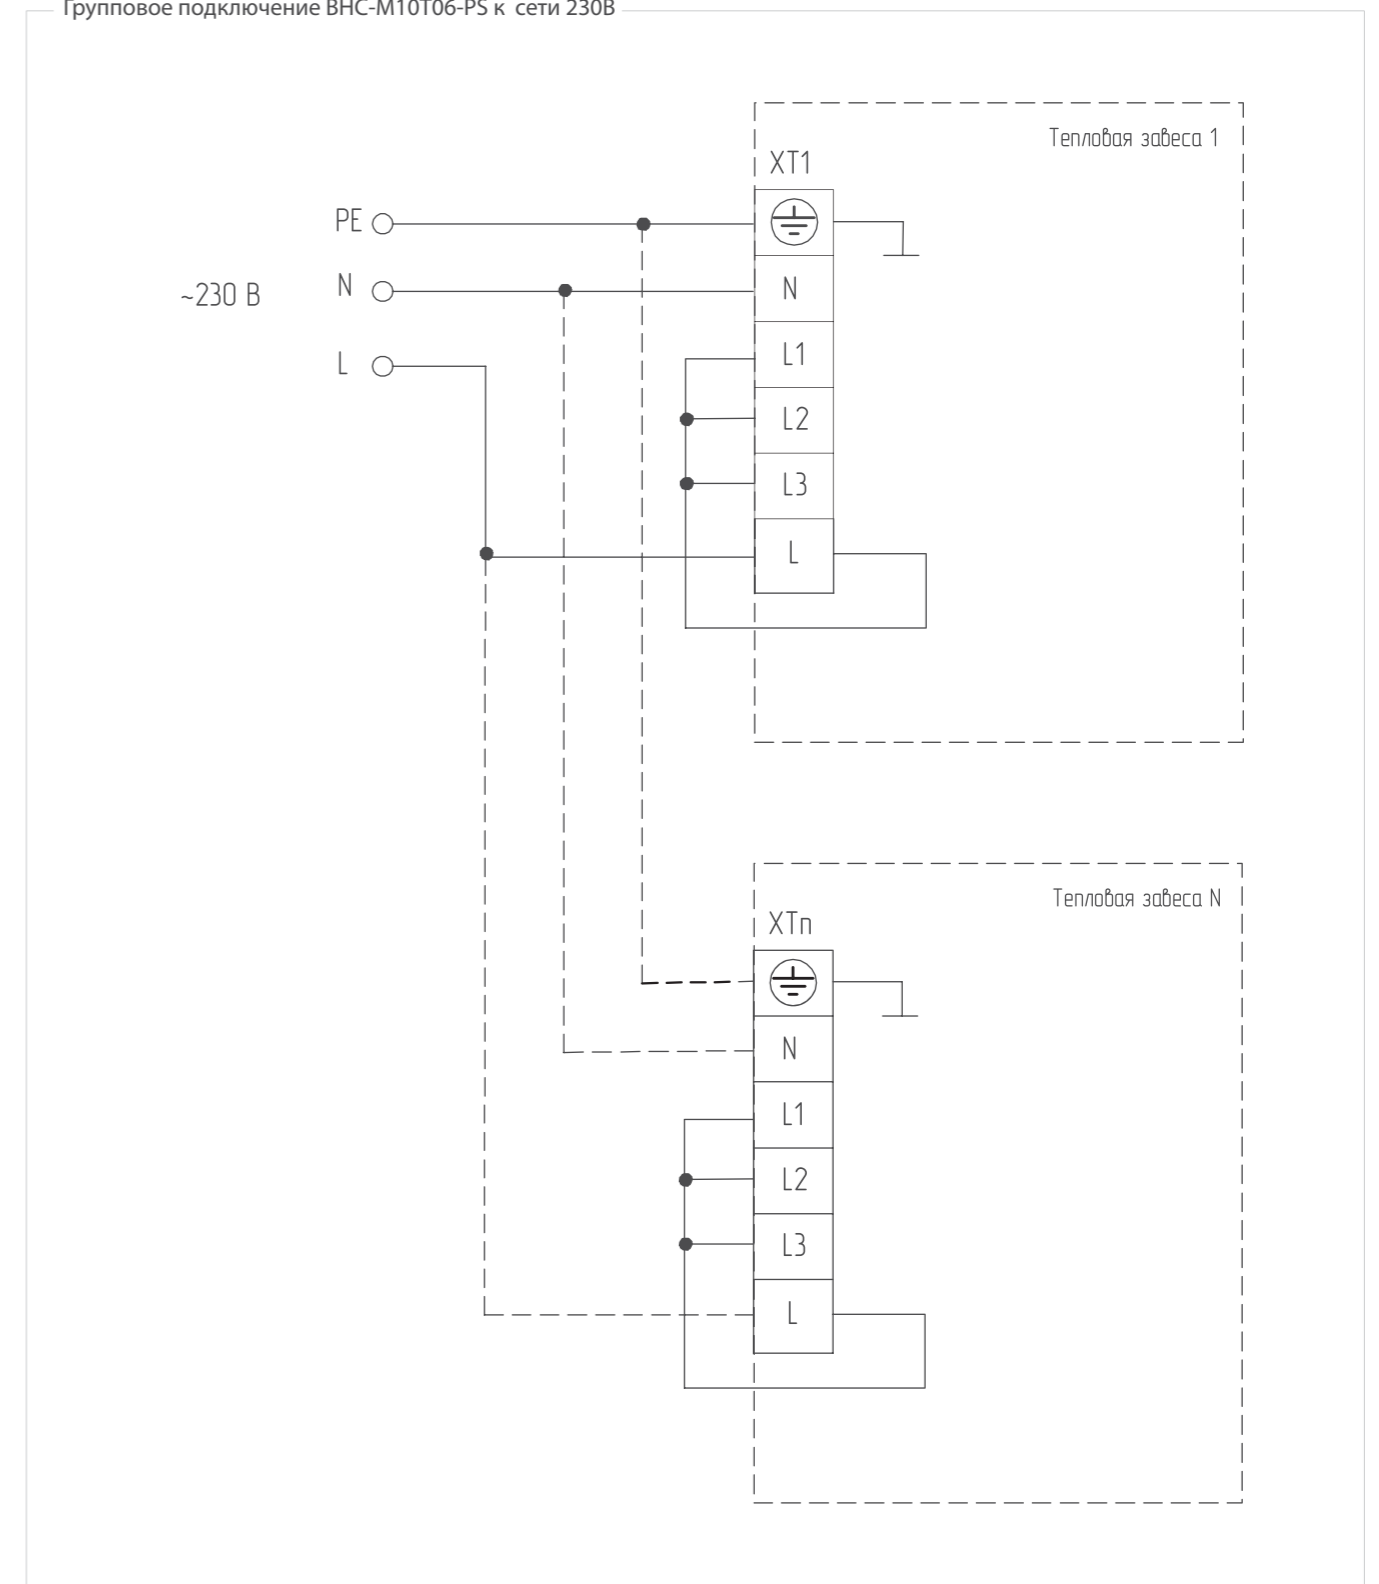 Групповое подключение BHC-M10T06-PS к сети 230В
Тепловая завеса 1
XT1
PE
N
~230 В
L
N
L1
L2
L3
L
Тепловая завеса N
XTn
N
L1
L2
L3
L